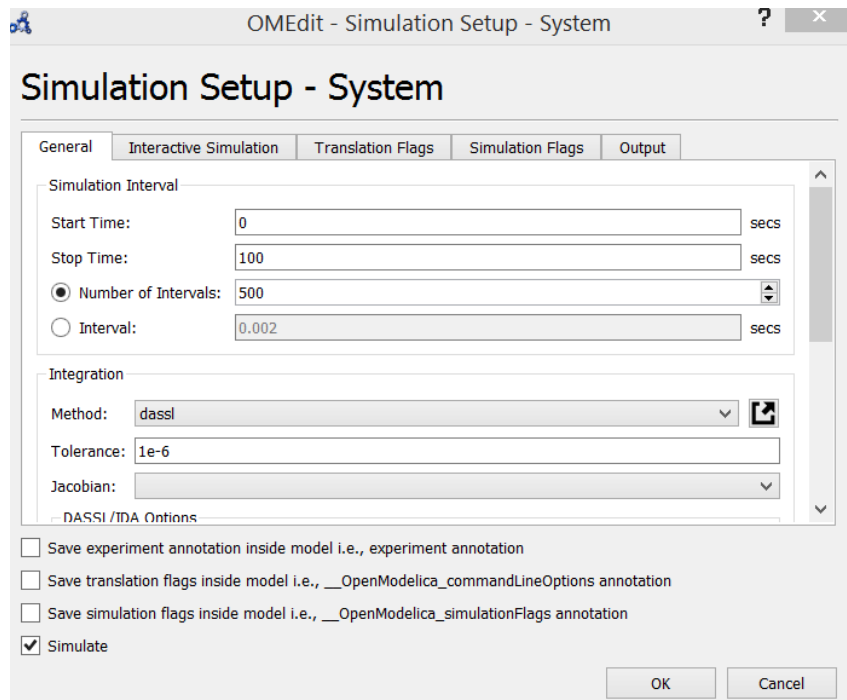 OMEdit - Simulation Setup - System ? ×
Simulation Setup - System
General Interactive Simulation Translation Flags Simulation Flags Output
Simulation Interval
Start Time: 0 secs
Stop Time: 100 secs
Number of Intervals: 500
Interval: 0.002 secs
Integration
Method: dassl
Tolerance: 1e-6
Jacobian:
DASSL/IDA Options
Save experiment annotation inside model i.e., experiment annotation
Save translation flags inside model i.e., __OpenModelica_commandLineOptions annotation
Save simulation flags inside model i.e., __OpenModelica_simulationFlags annotation
Simulate
OK Cancel